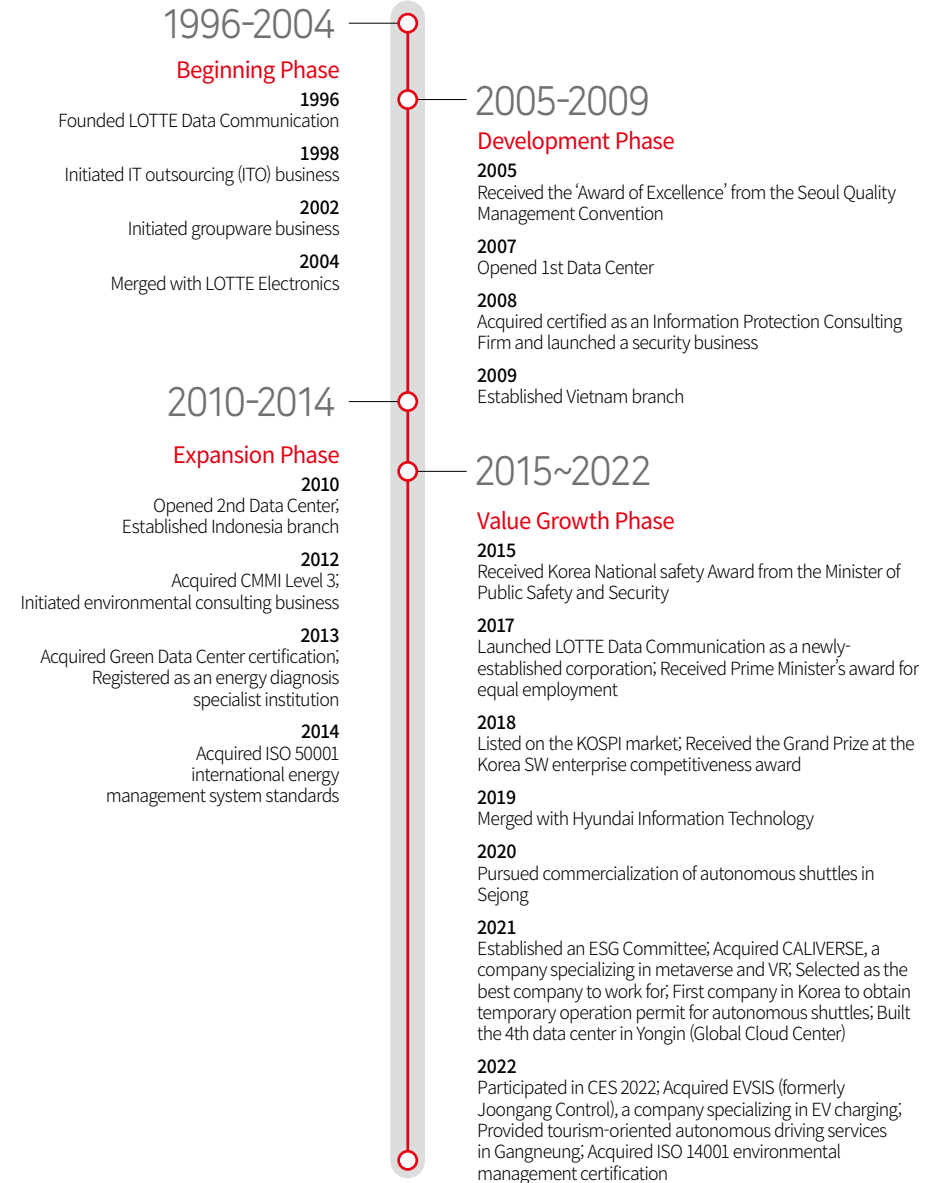 1996-2004
Beginning Phase
1996
Founded LOTTE Data Communication
1998
Initiated IT outsourcing (ITO) business
2002
Initiated groupware business
2004
Merged with LOTTE Electronics
2005-2009
Development Phase
2005
Received the ‘Award of Excellence’ from the Seoul Quality
Management Convention
2007
Opened 1st Data Center
2008
Acquired certified as an Information Protection Consulting
Firm and launched a security business
2009
Established Vietnam branch
2010-2014
Expansion Phase
2010
Opened 2nd Data Center;
Established Indonesia branch
2012
Acquired CMMI Level 3;
Initiated environmental consulting business
2013
Acquired Green Data Center certification;
Registered as an energy diagnosis
specialist institution
2014
Acquired ISO 50001
international energy
management system standards
2015~2022
Value Growth Phase
2015
Received Korea National safety Award from the Minister of
Public Safety and Security
2017
Launched LOTTE Data Communication as a newly-
established corporation; Received Prime Minister’s award for
equal employment
2018
Listed on the KOSPI market; Received the Grand Prize at the
Korea SW enterprise competitiveness award
2019
Merged with Hyundai Information Technology
2020
Pursued commercialization of autonomous shuttles in
Sejong
2021
Established an ESG Committee; Acquired CALIVERSE, a
company specializing in metaverse and VR; Selected as the
best company to work for; First company in Korea to obtain
temporary operation permit for autonomous shuttles; Built
the 4th data center in Yongin (Global Cloud Center)
2022
Participated in CES 2022; Acquired EVSIS (formerly
Joongang Control), a company specializing in EV charging;
Provided tourism-oriented autonomous driving services
in Gangneung; Acquired ISO 14001 environmental
management certification